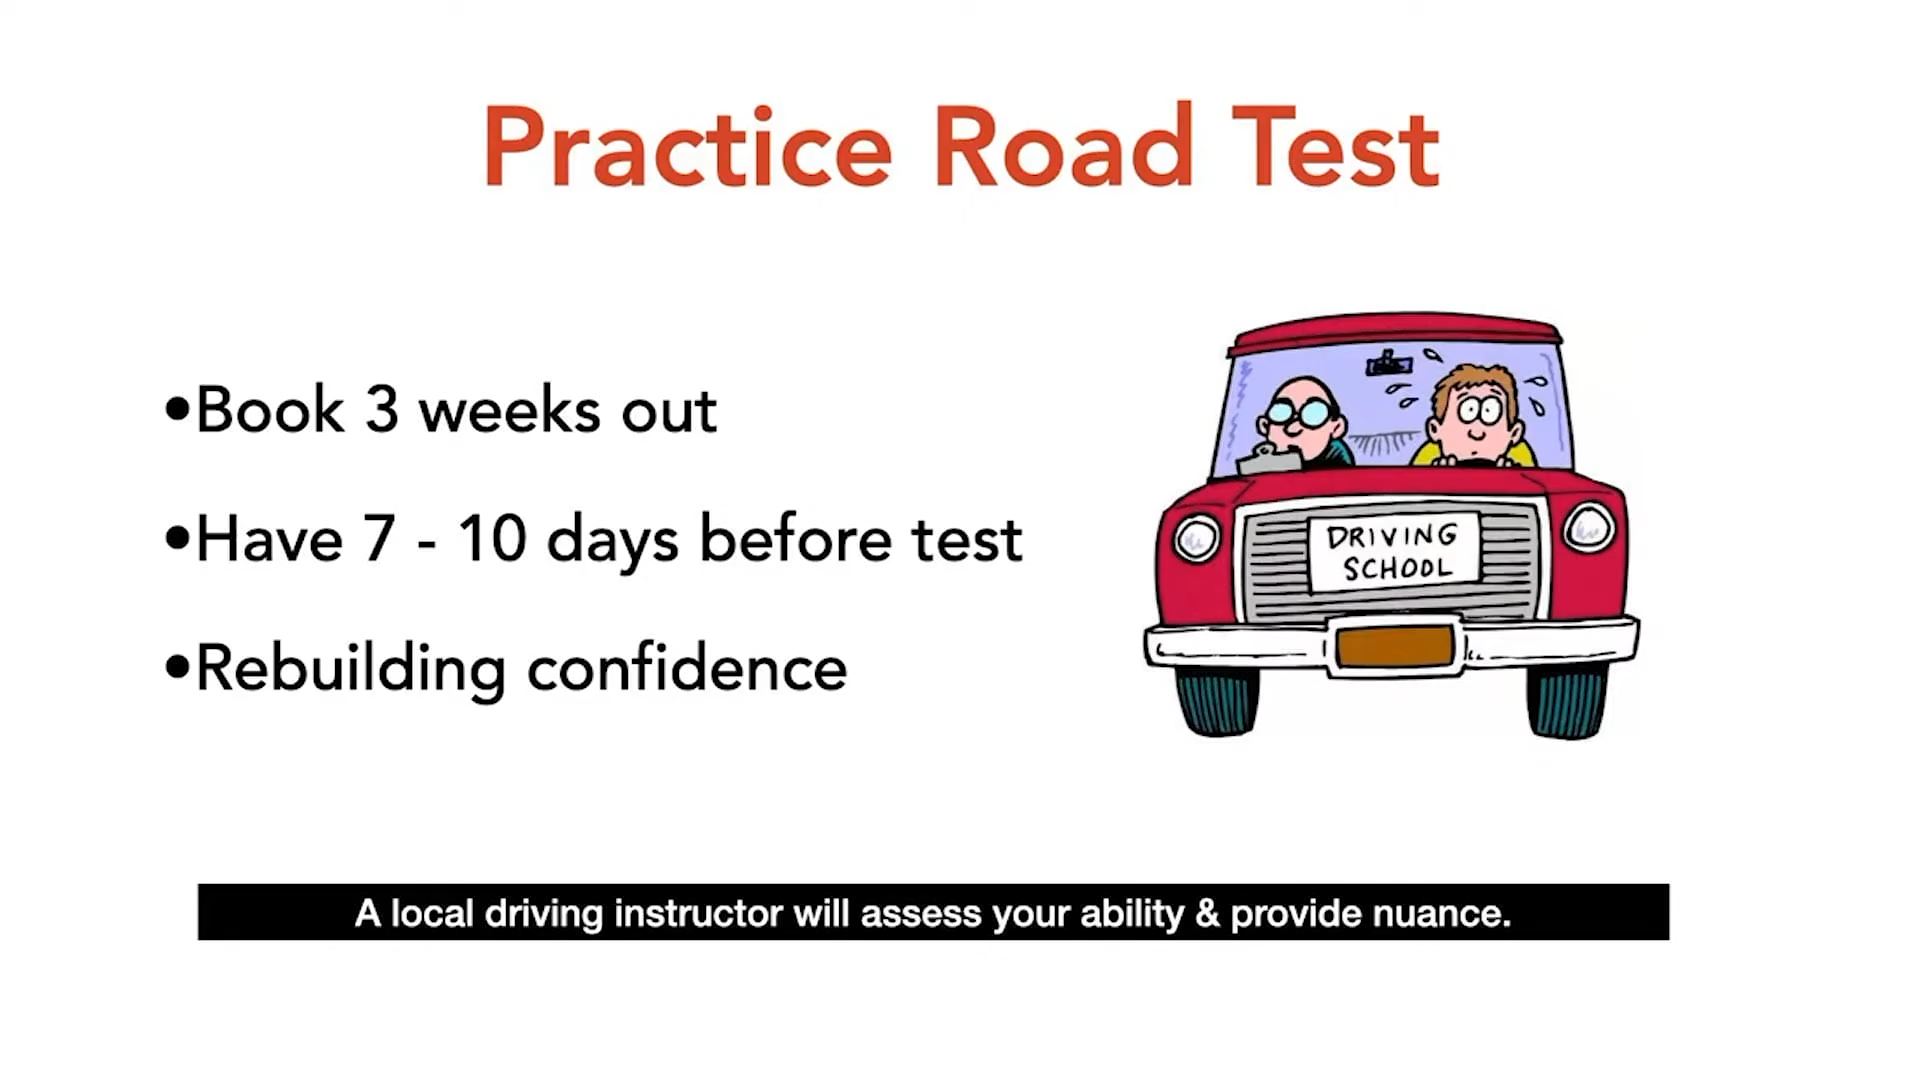 Practice Road Test
•Book 3 weeks out
•Have 7 - 10 days before test
•Rebuilding confidence
DRIVING
SCHOOL
A local driving instructor will assess your ability & provide nuance.